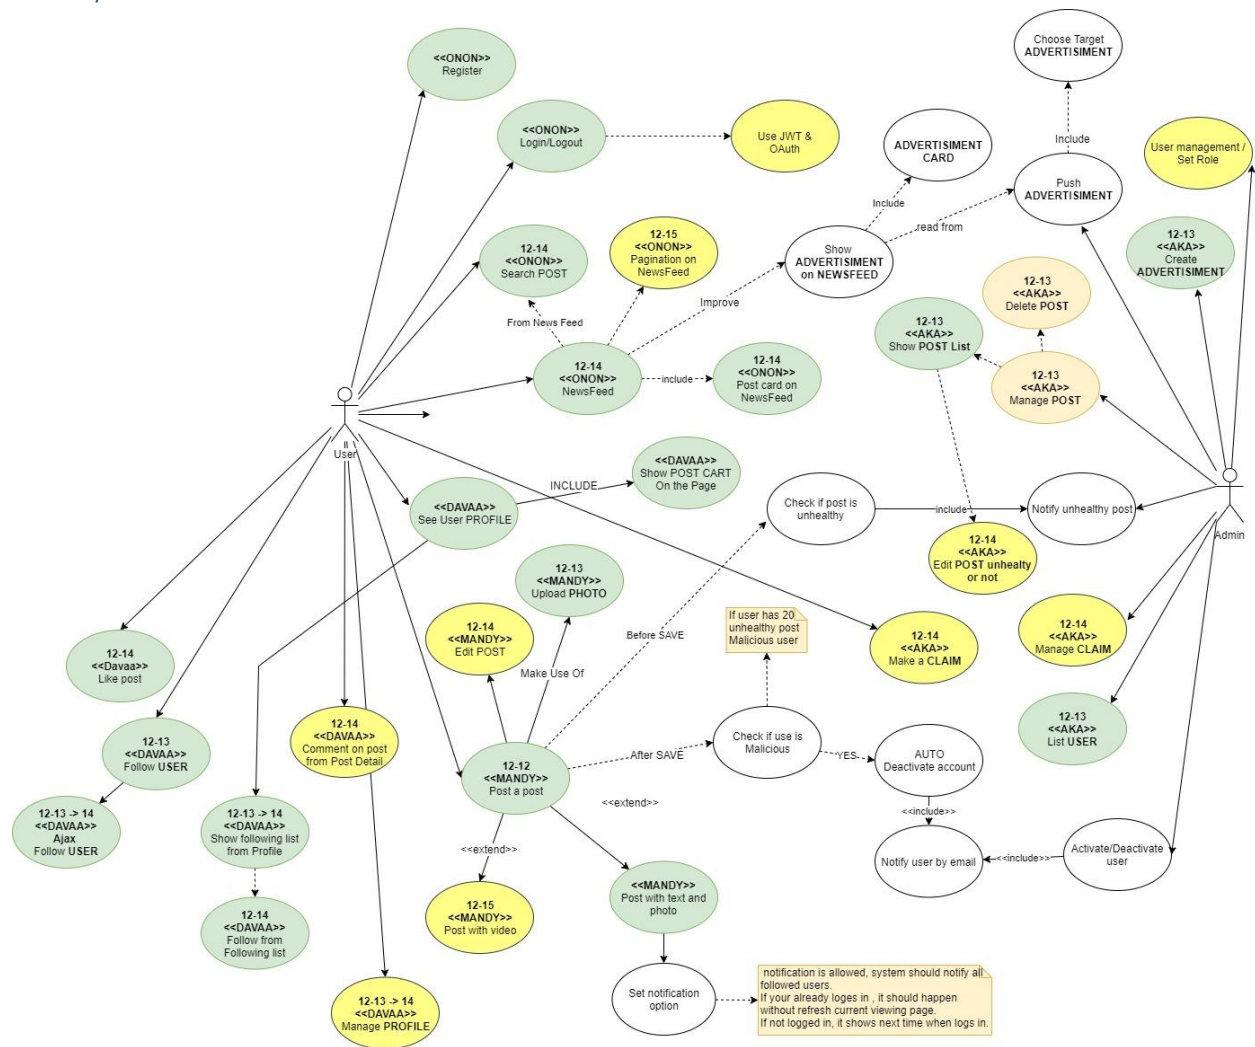 <<ONON>>
Register
<<ONON>>
Login/Logout
Use JWT &
OAuth
Choose Target
ADVERTISIMENT
Include
ADVERTISIMENT
CARD
User management /
Set Role
Push
ADVERTISIMENT
Include
read from
12-14
<<ONON>>
Search POST
12-15
<<ONON>>
Pagination on
NewsFeed
Show
ADVERTISIMENT
on NEWSFEED
12-13
<<AKA>>
Create
ADVERTISIMENT
From News Feed
Improve
12-13
<<AKA>>
Delete POST
12-13
<<AKA>>
Show POST List
12-14
<<ONON>>
NewsFeed
include
12-14
<<ONON>>
Post card on
NewsFeed
12-13
<<AKA>>
Manage POST
User
<<DAVAA>>
Show POST CART
On the Page
INCLUDE
<<DAVAA>>
See User PROFILE
Check if post is
unhealthy
include
Notify unhealthy post
Admin
12-14
<<AKA>>
Edit POST unhealty
or not
12-13
<<MANDY>>
Upload PHOTO
12-14
<<MANDY>>
Edit POST
Make Use Of
Before SAVE
If user has 20
unhealthy post
Malicious user
12-14
<<AKA>>
Make a CLAIM
12-14
<<AKA>>
Manage CLAIM
12-14
<<Davaa>>
Like post
12-13
<<DAVAA>>
Follow USER
12-14
<<DAVAA>>
Comment on post
from Post Detail
12-12
<<MANDY>>
Post a post
After SAVE
Check if use is
Malicious
YES
AUTO
Deactivate account
12-13
<<AKA>>
List USER
12-13 -> 14
<<DAVAA>>
Ajax
Follow USER
12-13 -> 14
<<DAVAA>>
Show following list
from Profile
<<extend>>
<<extend>>
<<include>>
Notify user by email
<<include>>
Activate/Deactivate
user
12-14
<<DAVAA>>
Follow from
Following list
12-15
<<MANDY>>
Post with video
<<MANDY>>
Post with text and
photo
12-13 -> 14
<<DAVAA>>
Manage PROFILE
Set notification
option
notification is allowed, system should notify all
followed users.
If your already loges in , it should happen
without refresh current viewing page.
If not logged in, it shows next time when logs in.